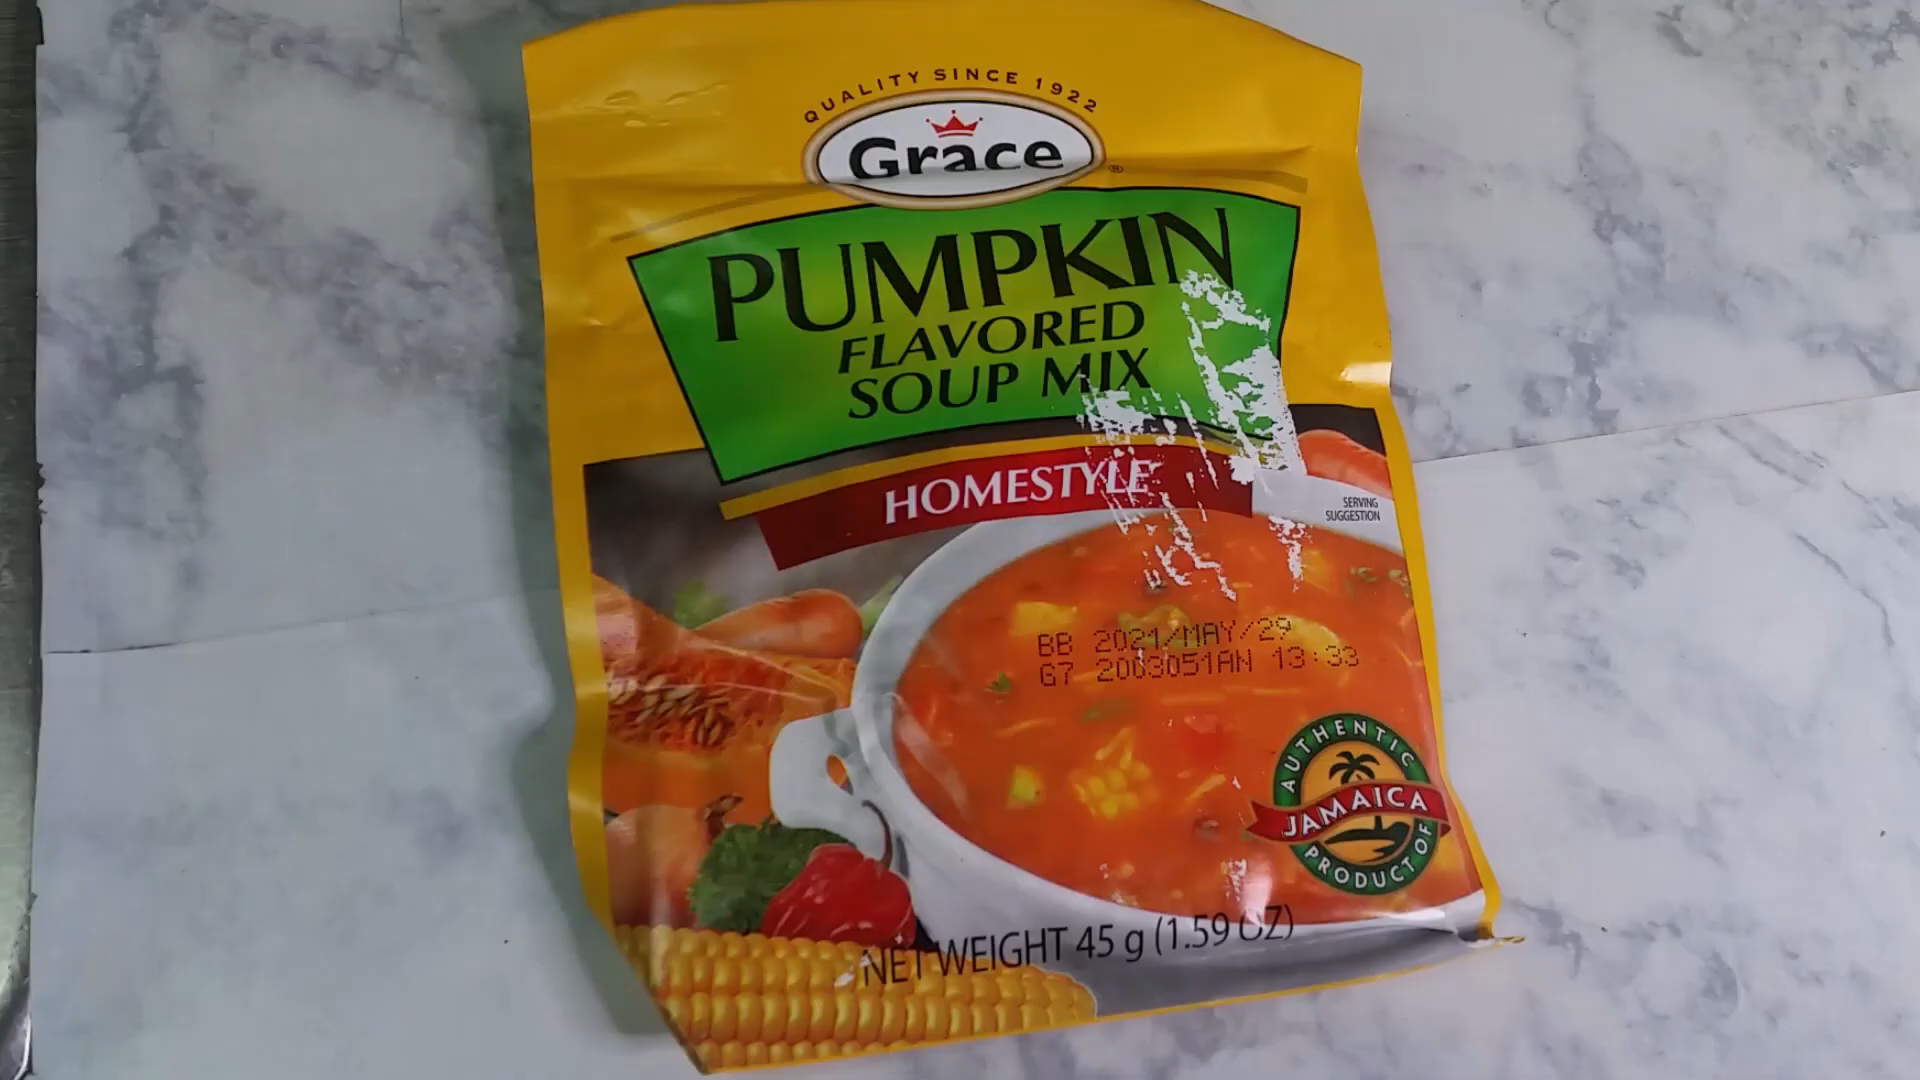 QUALITY SINCE 1922
Grace
®
PUMPKIN
FLAVORED
SOUP MIX
HOMESTYLE
SERVING
SUGGESTION
BB 2021/MAY/29
G7 2003051AN 13:33
AUTHENTIC
JAMAICA
PRODUCT OF
NET WEIGHT 45 g (1.59 OZ)